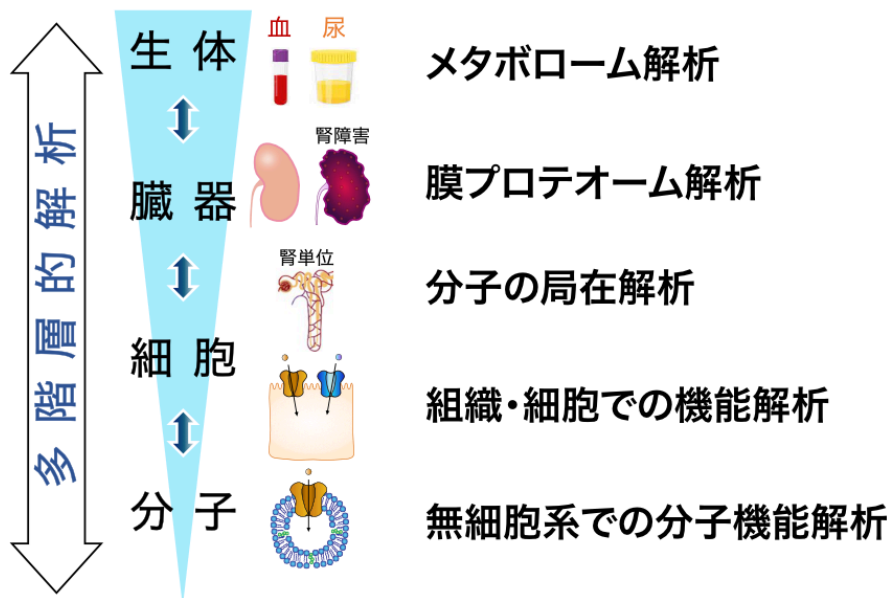 多階層的解析
生体
血
尿
メタボローム解析
臓器
腎障害
膜プロテオーム解析
腎単位
分子の局在解析
細胞
組織・細胞での機能解析
分子
無細胞系での分子機能解析